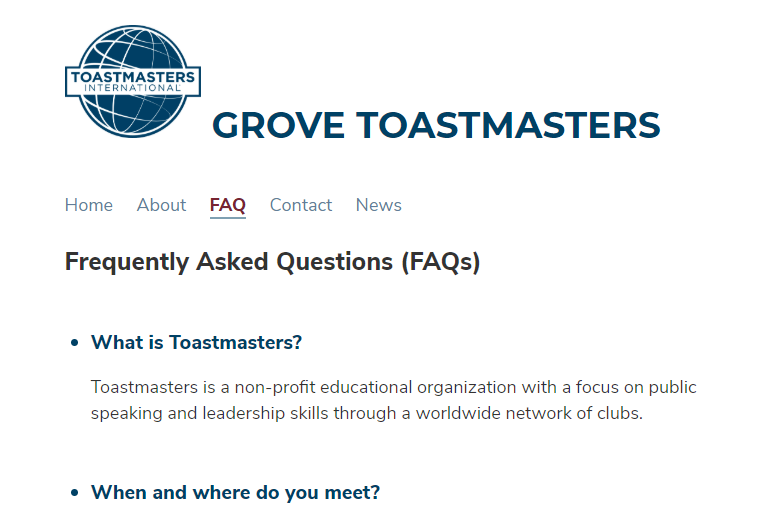 TOASTMASTERS
INTERNATIONAL
GROVE TOASTMASTERS
Home About FAQ Contact News
Frequently Asked Questions (FAQs)
• What is Toastmasters?
Toastmasters is a non-profit educational organization with a focus on public
speaking and leadership skills through a worldwide network of clubs.
• When and where do you meet?